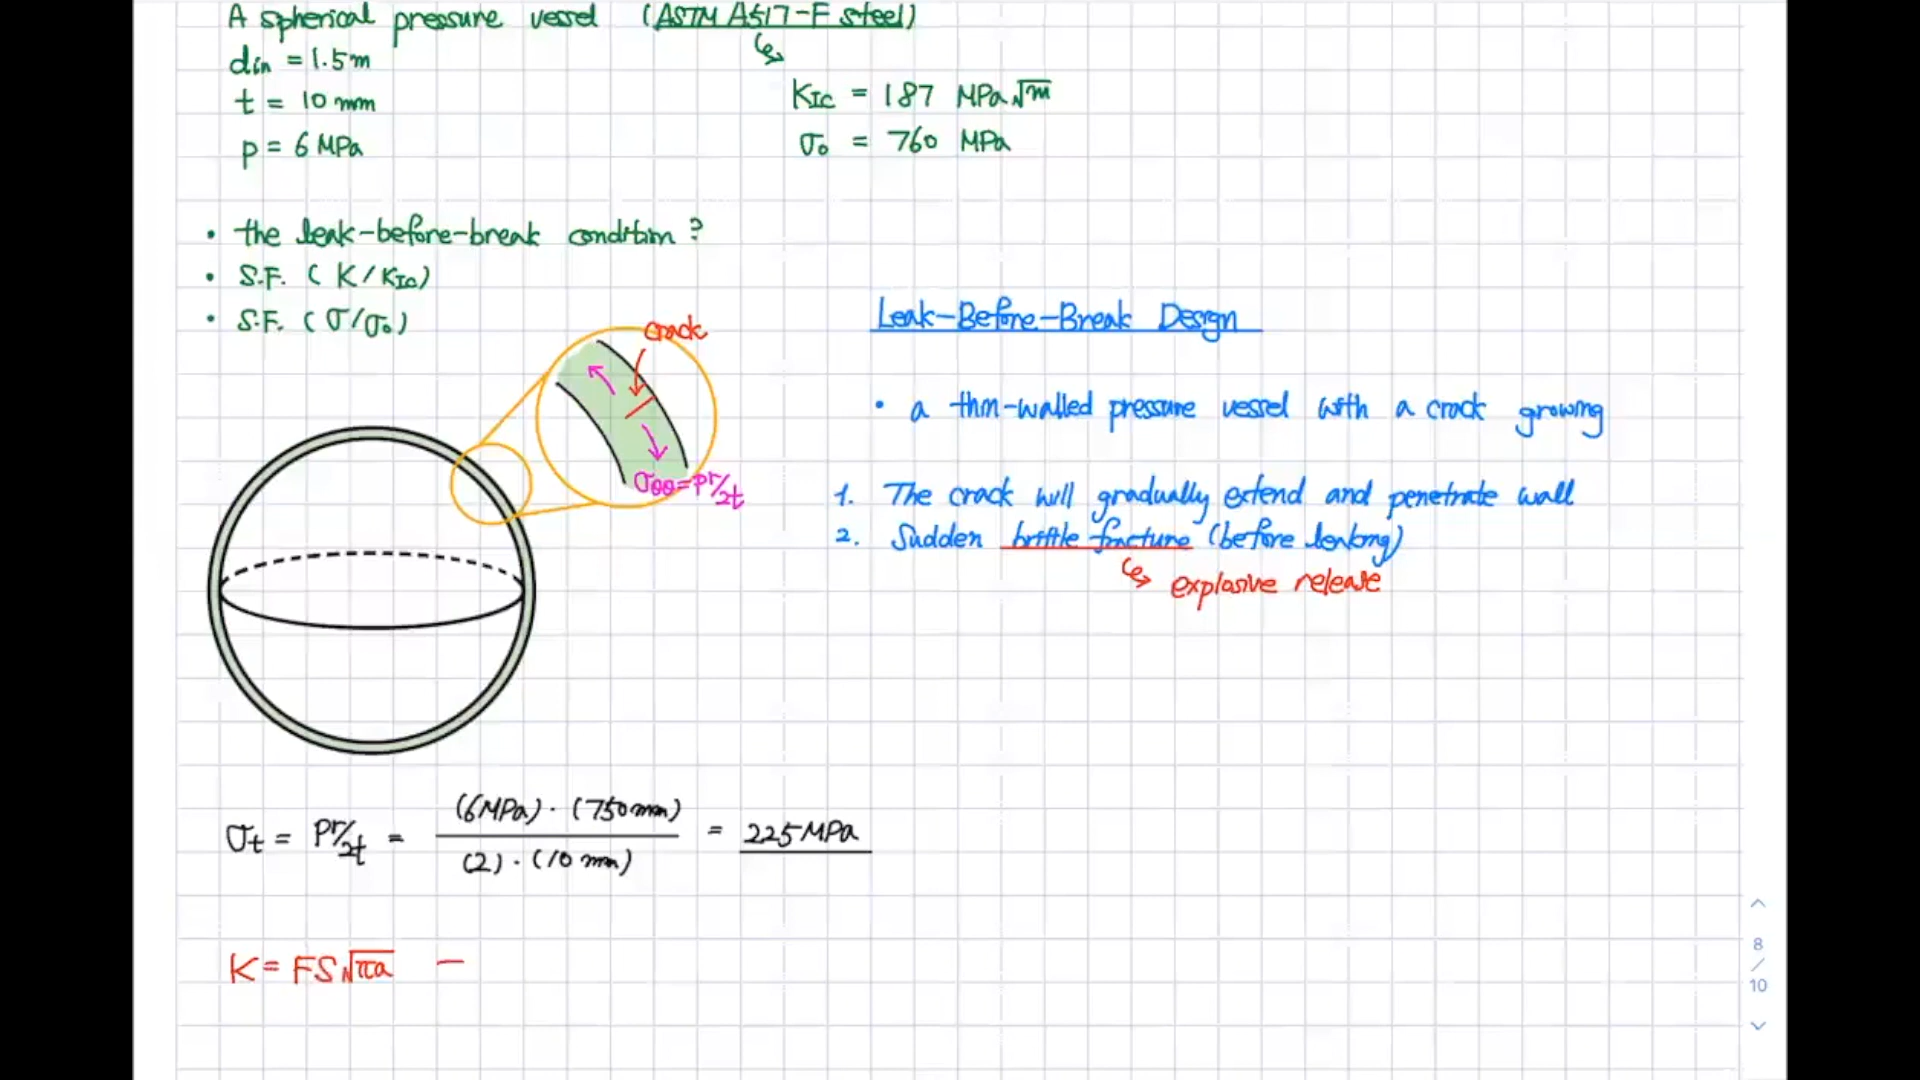 A spherical pressure vessel (ASTM A517-F steel)
din = 1.5m
t = 10 mm
p = 6 MPa
KIC = 187 MPa√m
σo = 760 MPa
• the leak-before-break condition?
• S.F. (K/KIC)
• S.F. (σ/σo)
crack
σθθ=Pr/2t
Leak-Before-Break Design
• a thin-walled pressure vessel with a crack growing
1. The crack will gradually extend and penetrate wall
2. Sudden brittle fracture (before leaking)
explosive release
σt = Pr/2t = (6MPa)·(750mm) / (2)·(10 mm) = 225MPa
K = FS√πa −
8
/
10